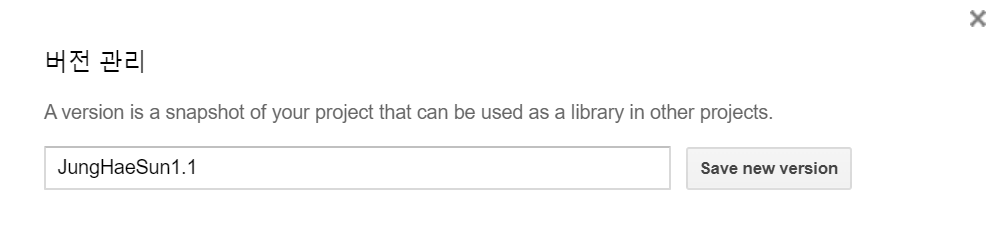 버전 관리
A version is a snapshot of your project that can be used as a library in other projects.
JungHaeSun1.1
Save new version